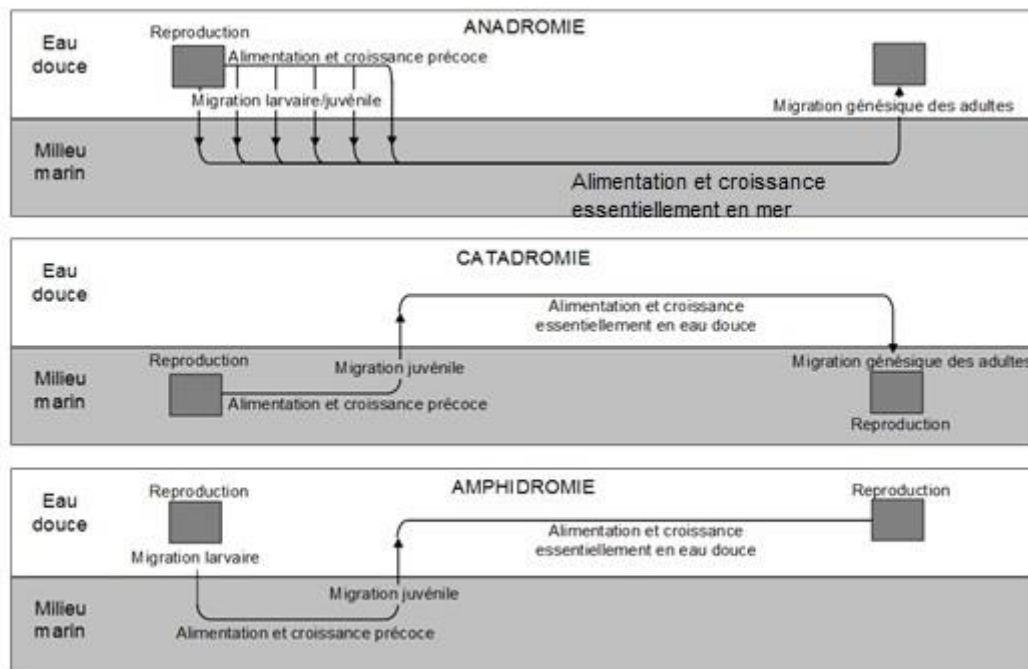 ANADROMIE
Eau
douce
Reproduction
Alimentation et croissance précoce
Migration larvaire/juvénile
Migration génésique des adultes
Milieu
marin
Alimentation et croissance
essentiellement en mer
CATADROMIE
Eau
douce
Alimentation et croissance
essentiellement en eau douce
Milieu
marin
Reproduction
Migration juvénile
Alimentation et croissance précoce
Migration génésique des adultes
Reproduction
AMPHIDROMIE
Eau
douce
Reproduction
Migration larvaire
Reproduction
Alimentation et croissance
essentiellement en eau douce
Milieu
marin
Migration juvénile
Alimentation et croissance précoce